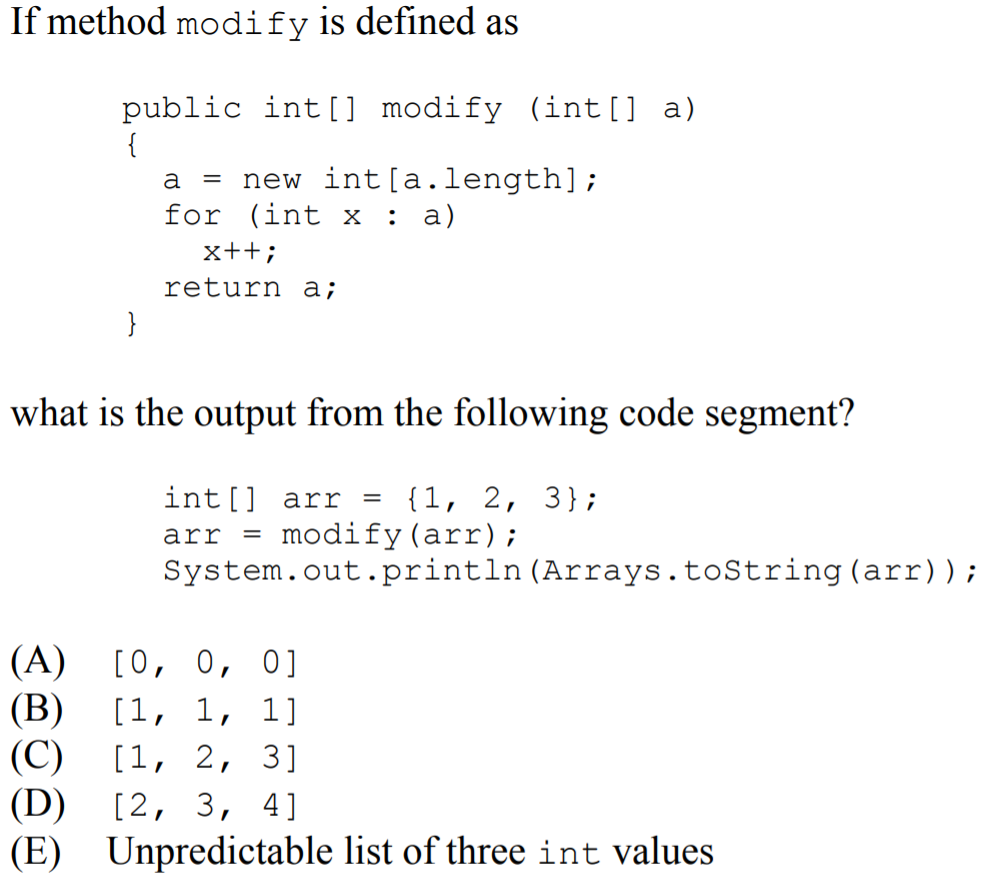 If method modify is defined as
public int[] modify (int[] a)
{
a = new int[a.length];
for (int x : a)
x++;
return a;
}
what is the output from the following code segment?
int[] arr = {1, 2, 3};
arr = modify(arr);
System.out.println(Arrays.toString(arr));
(A) [0, 0, 0]
(B) [1, 1, 1]
(C) [1, 2, 3]
(D) [2, 3, 4]
(E) Unpredictable list of three int values